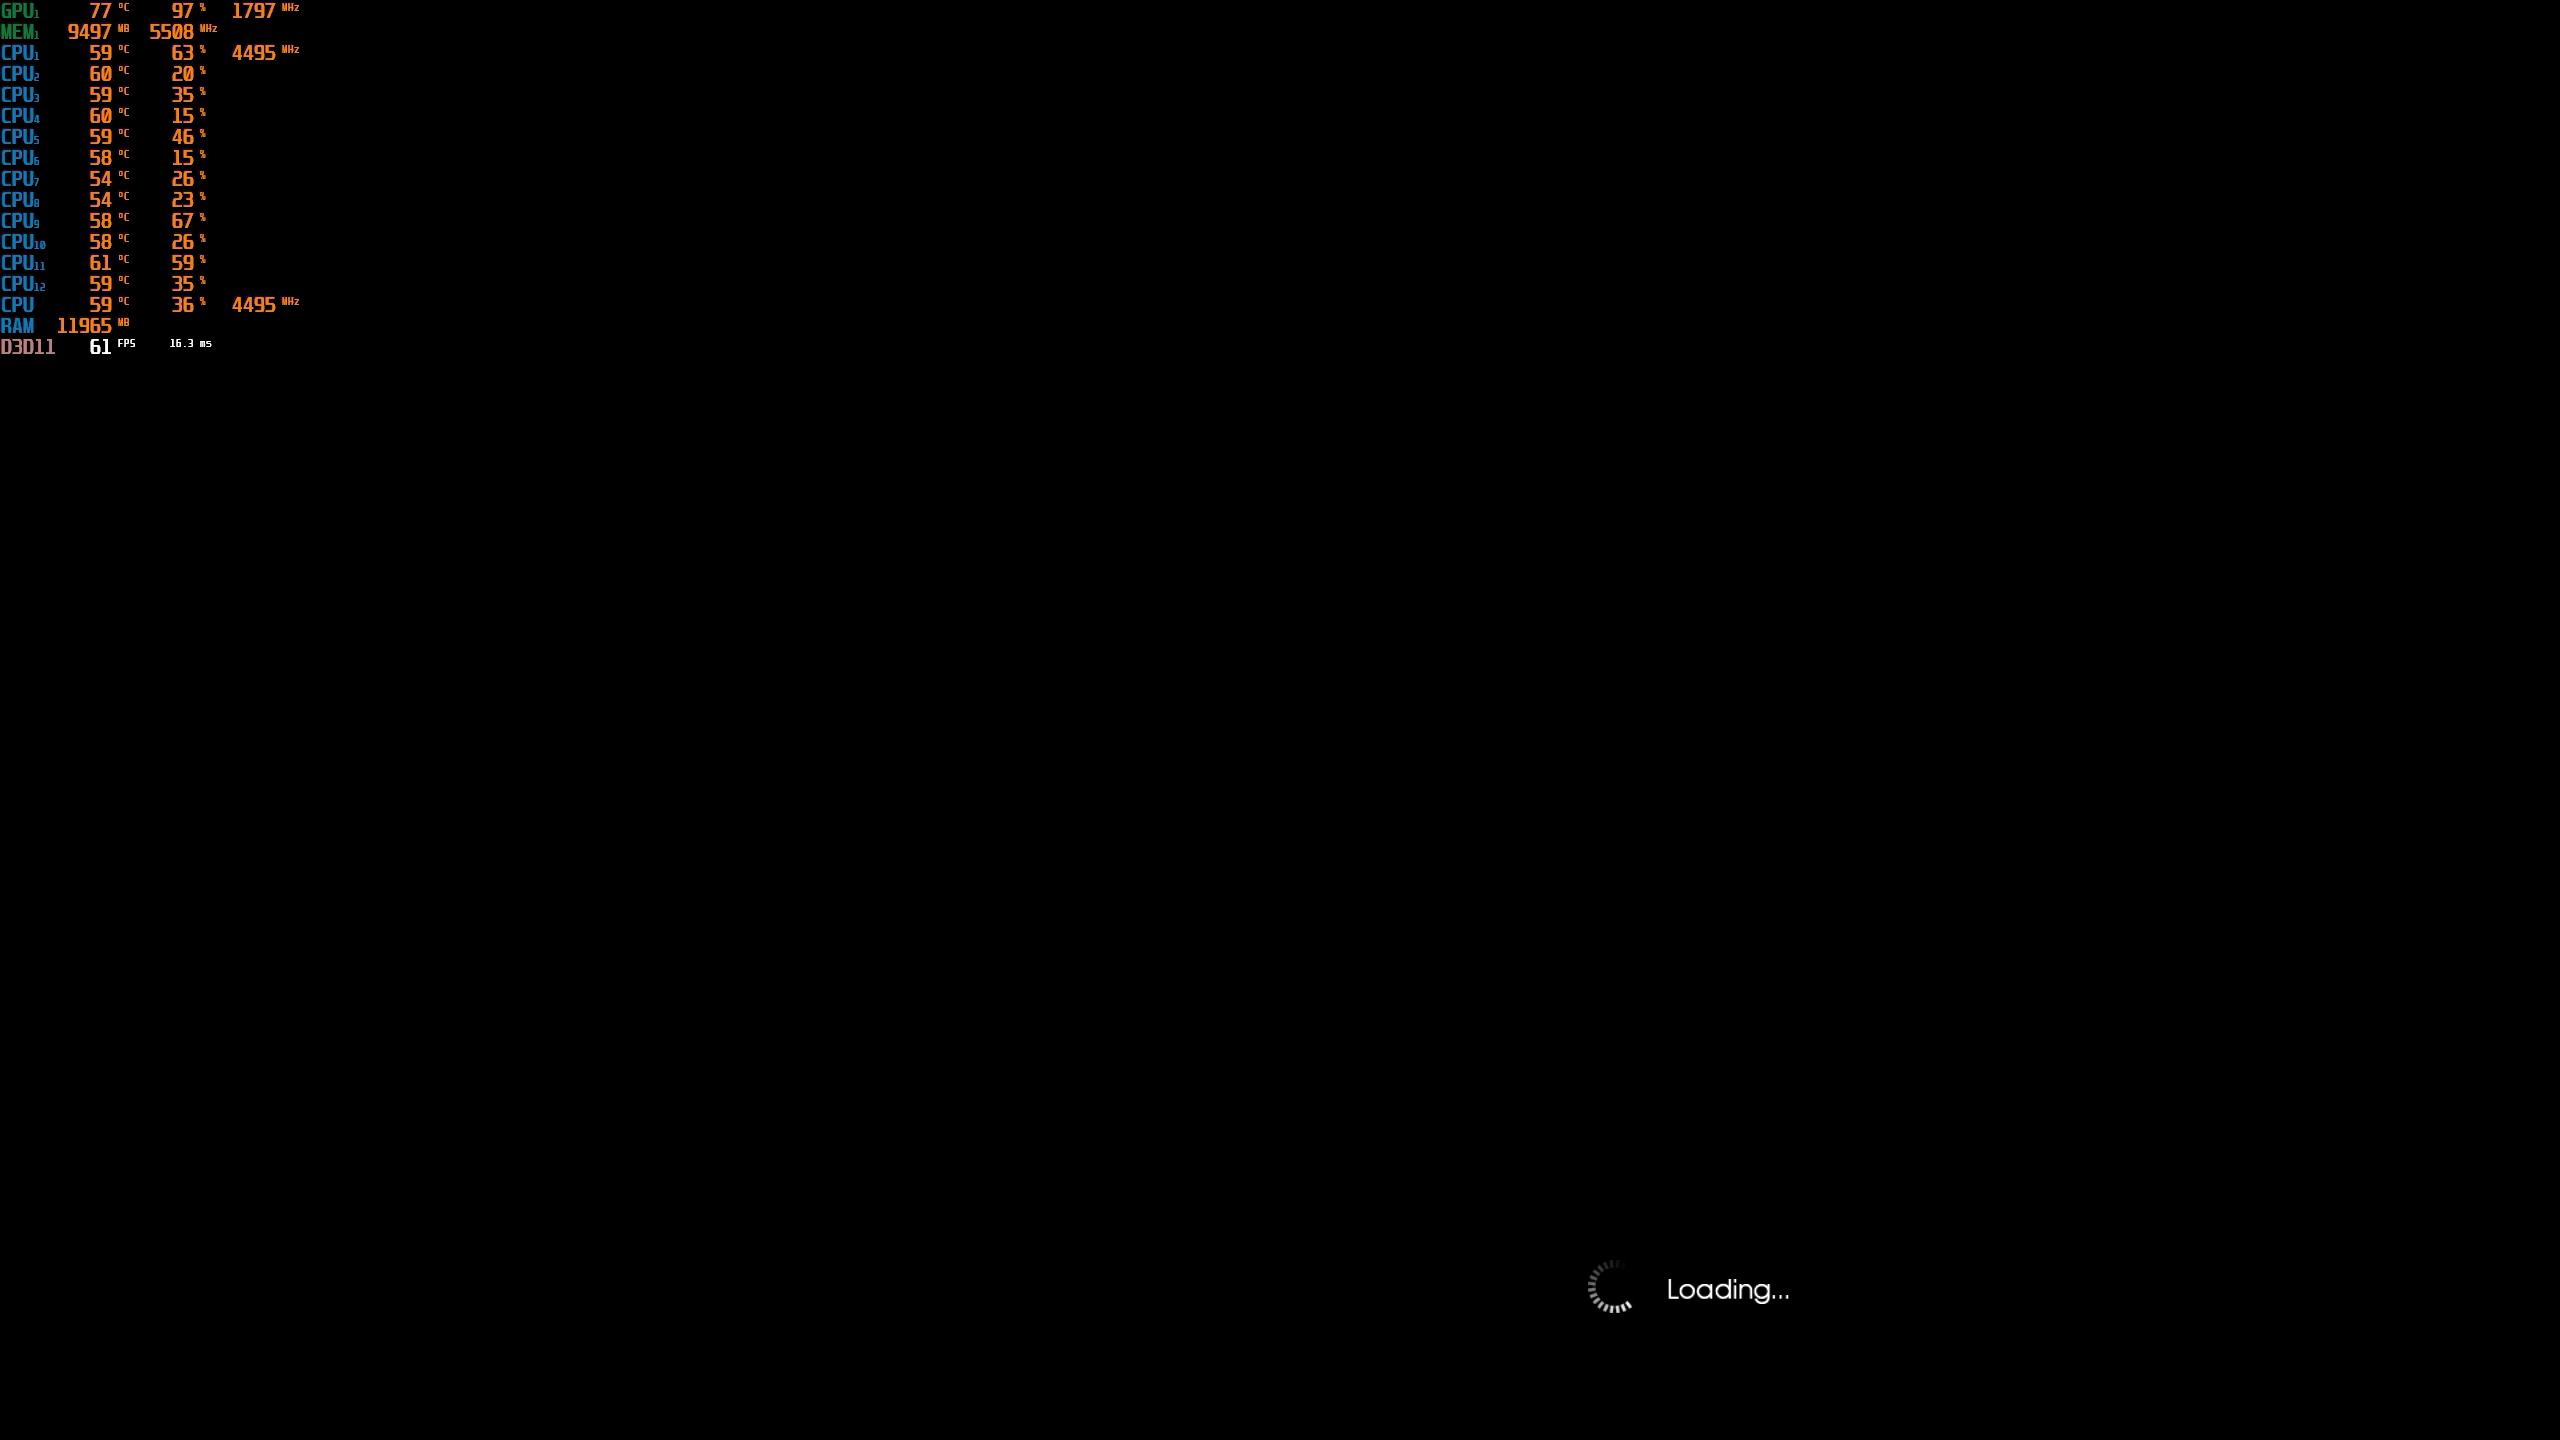 GPU1 77 °C 97 % 1797 MHz
MEM1 9497 MB 5508 MHz
CPU1 59 °C 63 % 4495 MHz
CPU2 60 °C 20 %
CPU3 59 °C 35 %
CPU4 60 °C 15 %
CPU5 59 °C 46 %
CPU6 58 °C 15 %
CPU7 54 °C 26 %
CPU8 54 °C 23 %
CPU9 58 °C 67 %
CPU10 58 °C 26 %
CPU11 61 °C 59 %
CPU12 59 °C 35 %
CPU 59 °C 36 % 4495 MHz
RAM 11965 MB
D3D11 61 FPS 16.3 ms
Loading...